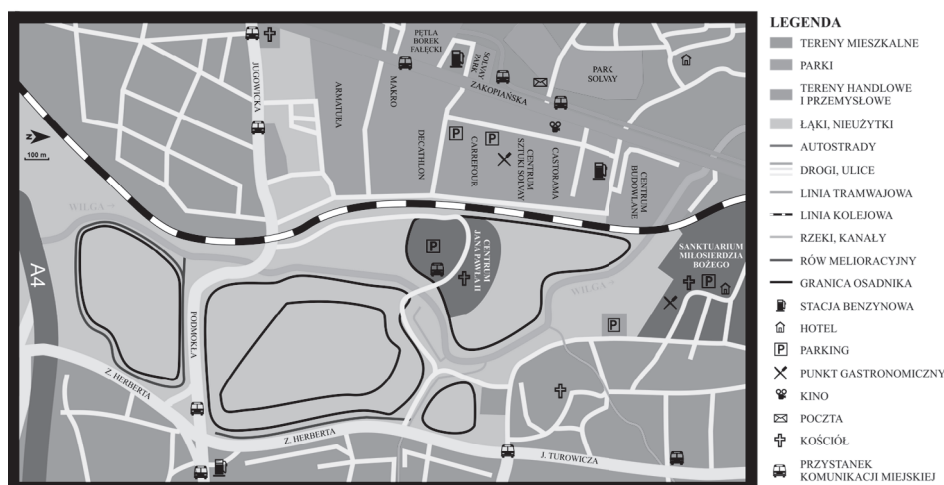 PĘTLA
BOREK
FAŁĘCKI
JUGOWICKA
ARMATURA
MAKRO
DECATHLON
SOLVAY
PARK
ZAKOPIAŃSKA
PARK
SOLVAY
P
P
CARREFOUR
CENTRUM
SZTUKI SOLVAY
CASTORAMA
CENTRUM
BUDOWLANE
N
100 m
WILGA
A4
P
CENTRUM
JANA PAWŁA II
WILGA
SANKTUARIUM
MIŁOSIERDZIA
BOŻEGO
P
P
PODMOKŁA
Z. HERBERTA
Z. HERBERTA
J. TUROWICZA
LEGENDA
TERENY MIESZKALNE
PARKI
TERENY HANDLOWE
I PRZEMYSŁOWE
ŁĄKI, NIEUŻYTKI
AUTOSTRADY
DROGI, ULICE
LINIA TRAMWAJOWA
LINIA KOLEJOWA
RZEKI, KANAŁY
RÓW MELIORACYJNY
GRANICA OSADNIKA
STACJA BENZYNOWA
HOTEL
P PARKING
PUNKT GASTRONOMICZNY
KINO
POCZTA
KOŚCIÓŁ
PRZYSTANEK
KOMUNIKACJI MIEJSKIEJ